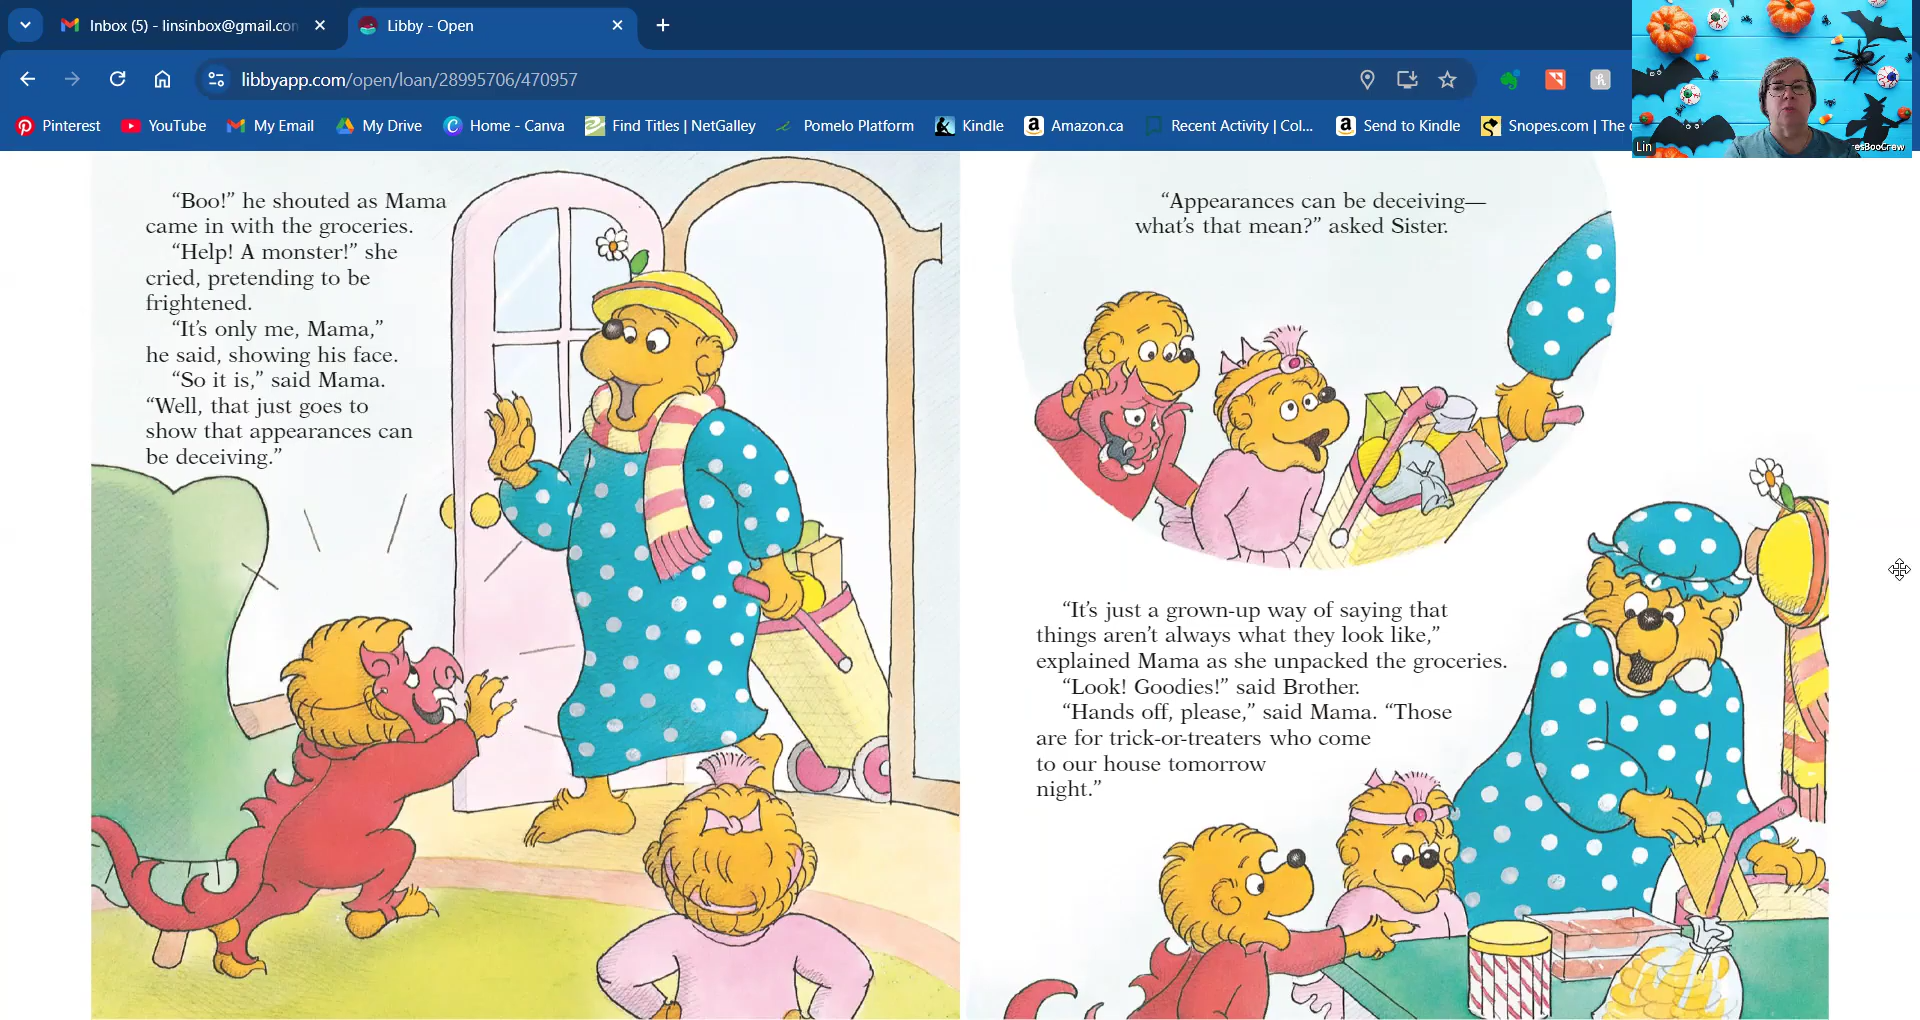 Inbox (5) - linsinbox@gmail.con
Libby - Open
libbyapp.com/open/loan/28995706/470957
Pinterest
YouTube
My Email
My Drive
Home - Canva
Find Titles | NetGalley
Pomelo Platform
Kindle
Amazon.ca
Recent Activity | Col...
Send to Kindle
Snopes.com | The
Lin
resBooCrew
“Boo!” he shouted as Mama
came in with the groceries.
“Help! A monster!” she
cried, pretending to be
frightened.
“It’s only me, Mama,”
he said, showing his face.
“So it is,” said Mama.
“Well, that just goes to
show that appearances can
be deceiving.”
“Appearances can be deceiving—
what’s that mean?” asked Sister.
“It’s just a grown-up way of saying that
things aren’t always what they look like,”
explained Mama as she unpacked the groceries.
“Look! Goodies!” said Brother.
“Hands off, please,” said Mama. “Those
are for trick-or-treaters who come
to our house tomorrow
night.”